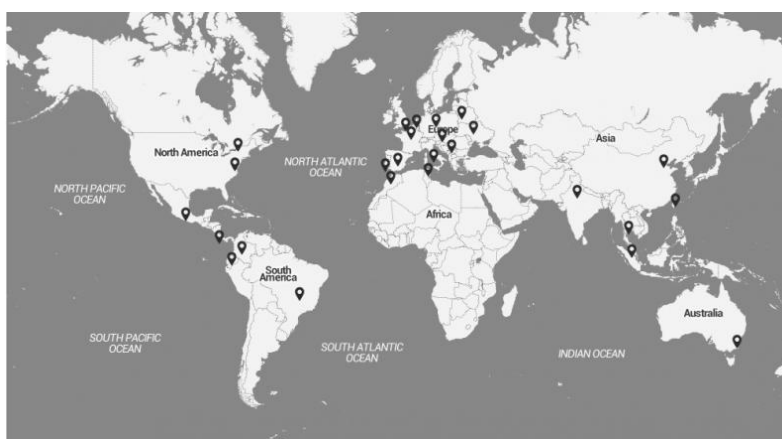 North America
Europe
Asia
NORTH ATLANTIC
OCEAN
NORTH PACIFIC
OCEAN
Africa
South
America
Australia
SOUTH PACIFIC
OCEAN
SOUTH ATLANTIC
OCEAN
INDIAN OCEAN